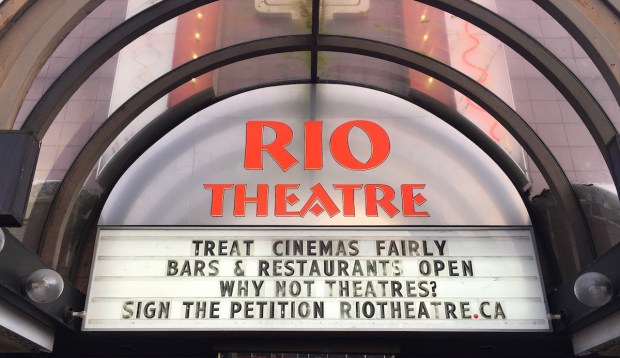 RIO
THEATRE
TREAT CINEMAS FAIRLY
BARS & RESTAURANTS OPEN
WHY NOT THEATRES?
SIGN THE PETITION RIOTHEATRE.CA